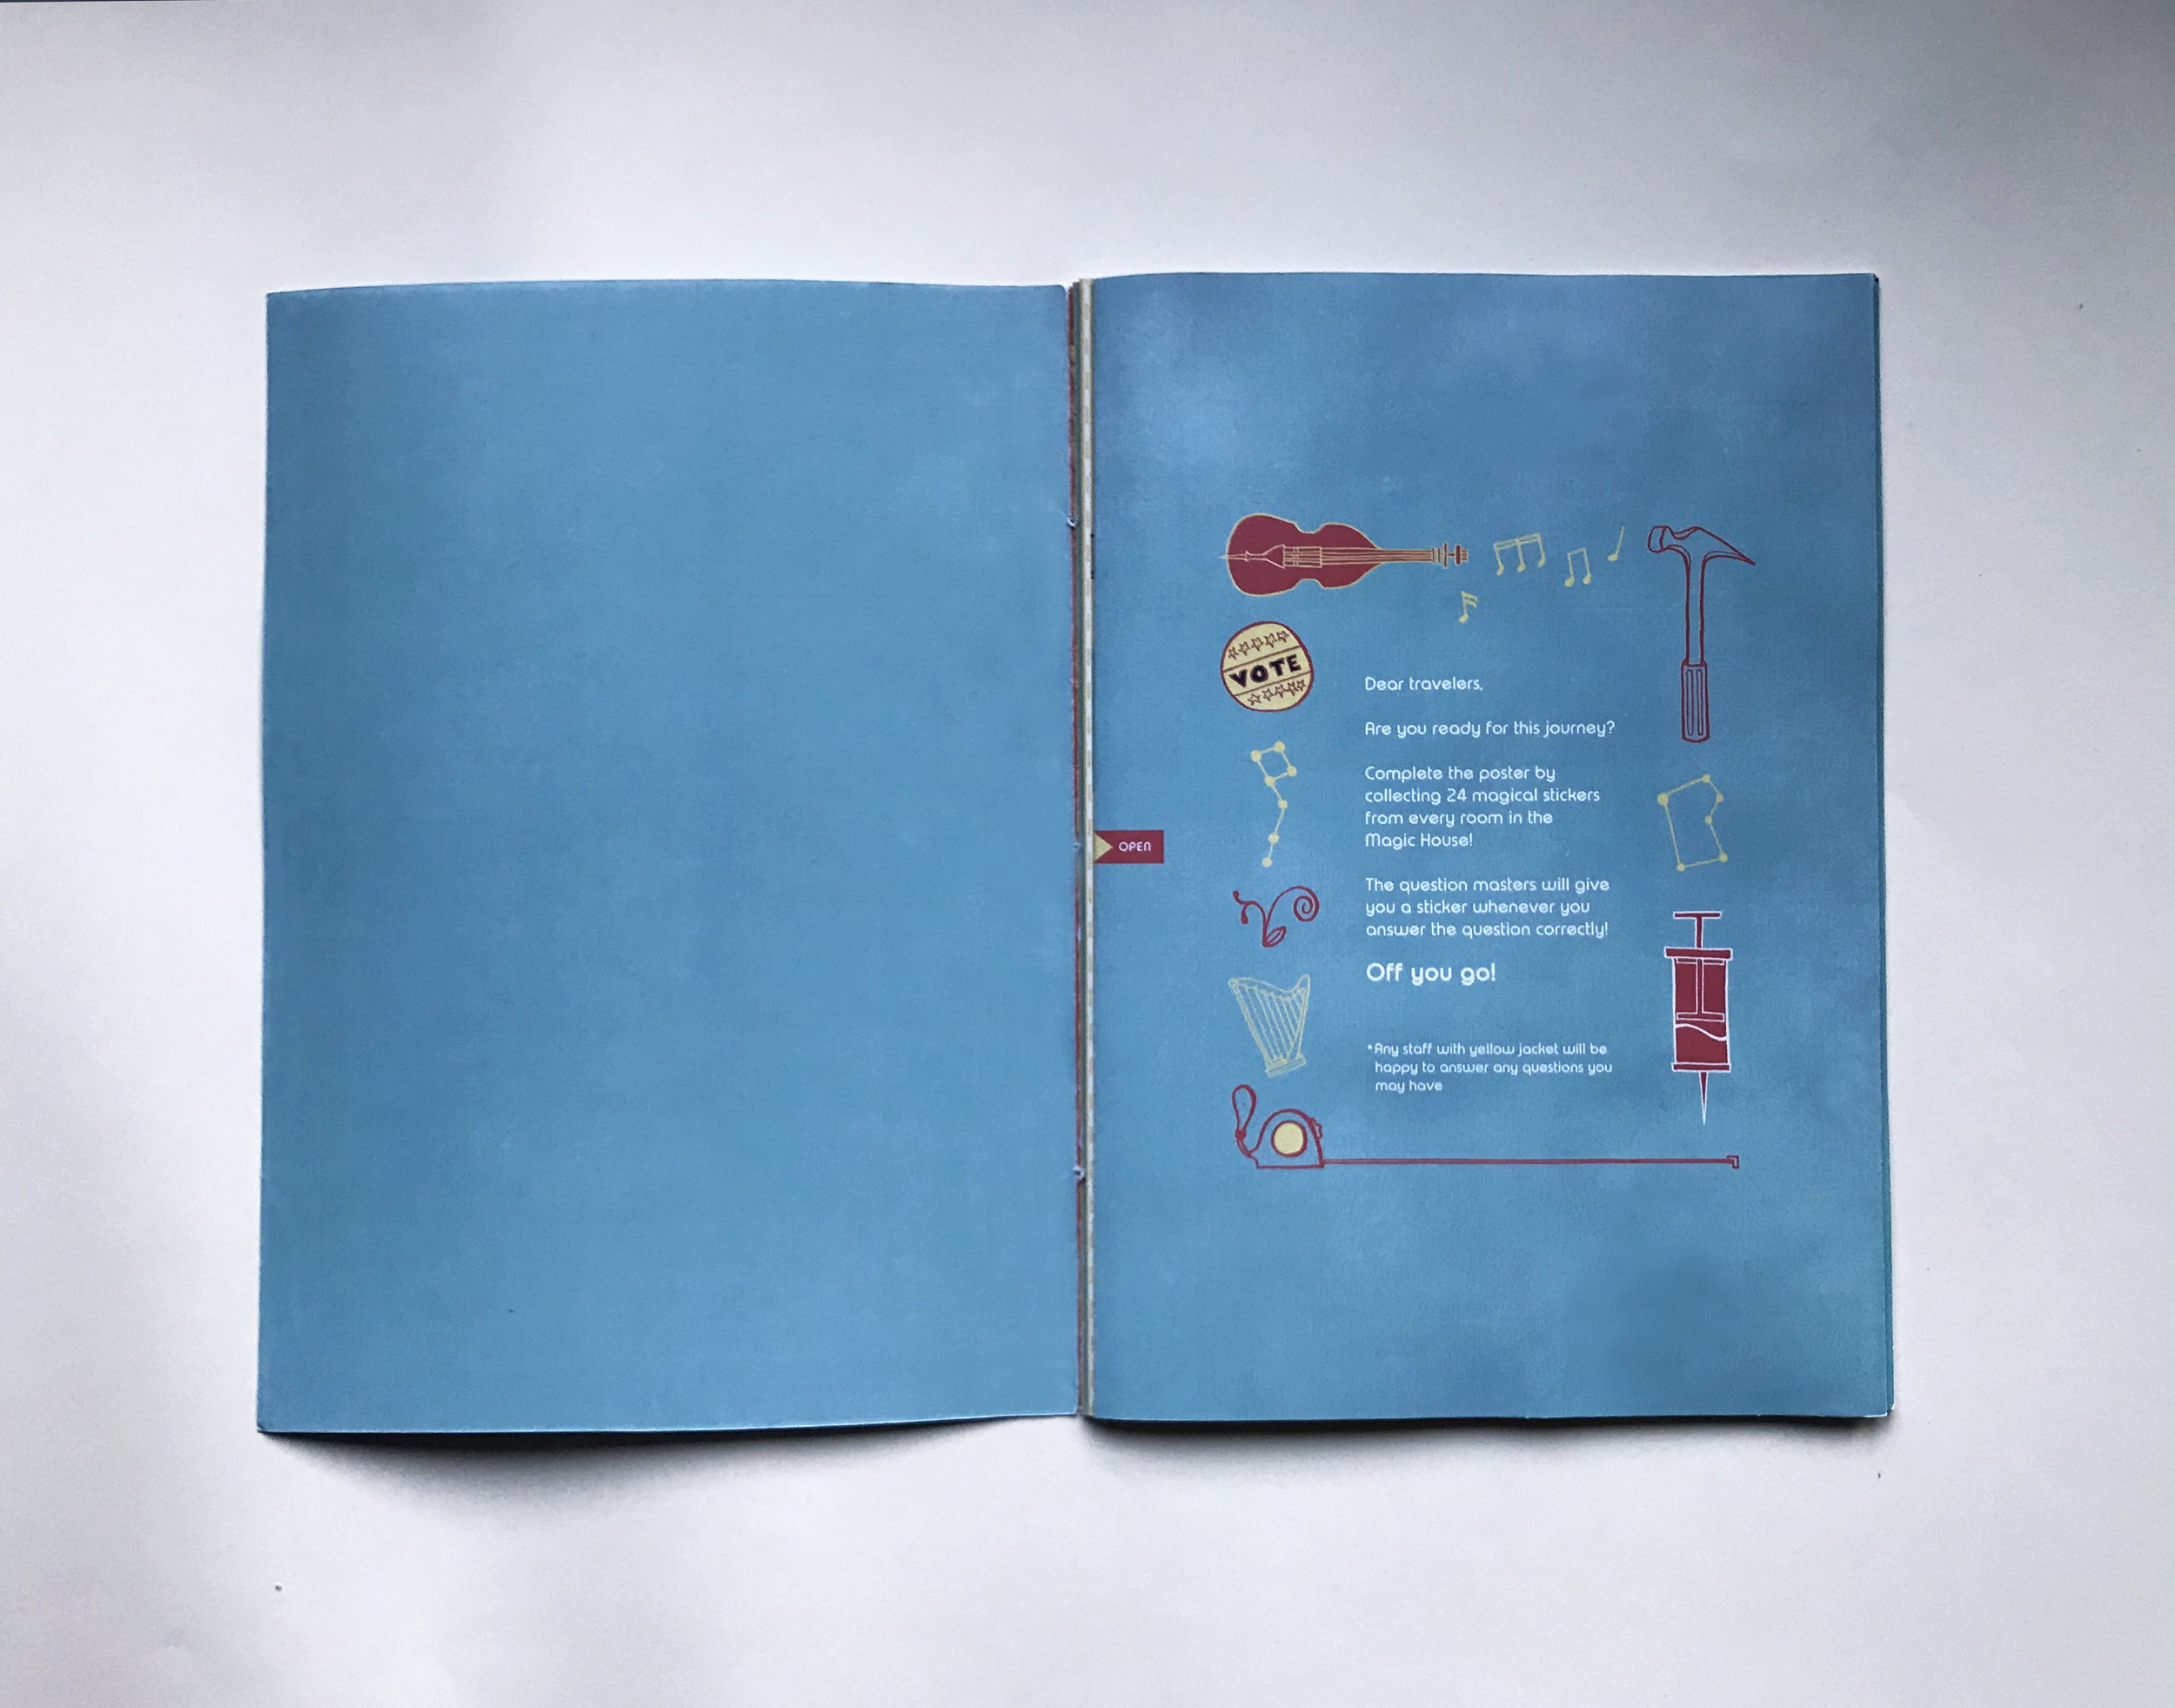 VOTE
Dear travelers,
Are you ready for this journey?
Complete the poster by
collecting 24 magical stickers
from every room in the
Magic House!
OPEN
The question masters will give
you a sticker whenever you
answer the question correctly!
Off you go!
*Any staff with yellow jacket will be
happy to answer any questions you
may have